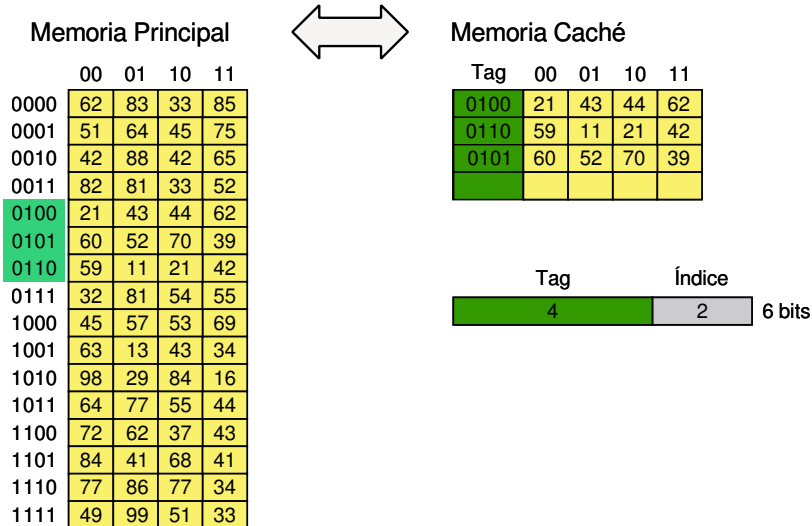 Memoria Principal
00 01 10 11
0000 62 83 33 85
0001 51 64 45 75
0010 42 88 42 65
0011 82 81 33 52
0100 21 43 44 62
0101 60 52 70 39
0110 59 11 21 42
0111 32 81 54 55
1000 45 57 53 69
1001 63 13 43 34
1010 98 29 84 16
1011 64 77 55 44
1100 72 62 37 43
1101 84 41 68 41
1110 77 86 77 34
1111 49 99 51 33
Memoria Caché
Tag 00 01 10 11
0100 21 43 44 62
0110 59 11 21 42
0101 60 52 70 39
Tag Índice
4 2 6 bits